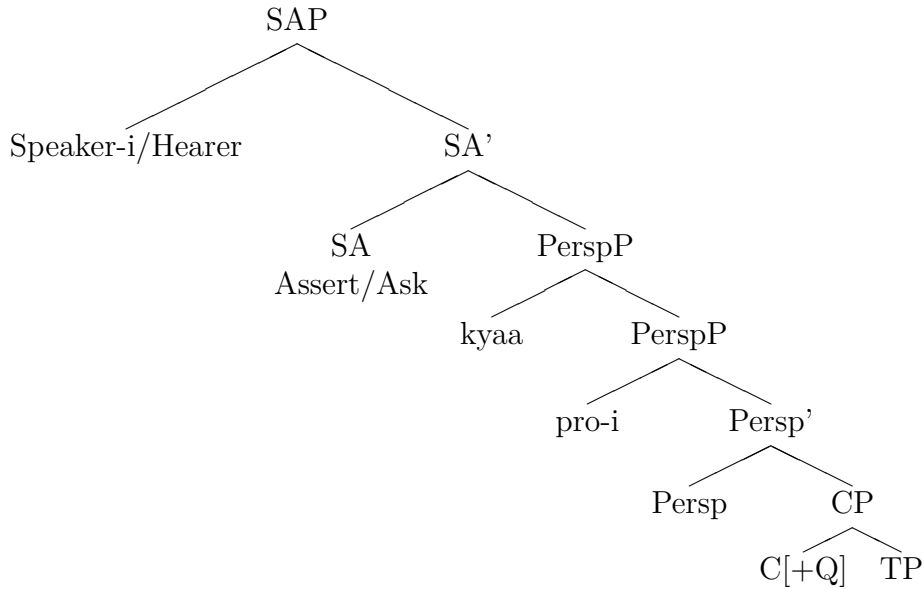 SAP
Speaker-i/Hearer SA’
SA PerspP
Assert/Ask
kyaa PerspP
pro-i Persp’
Persp CP
C[+Q] TP